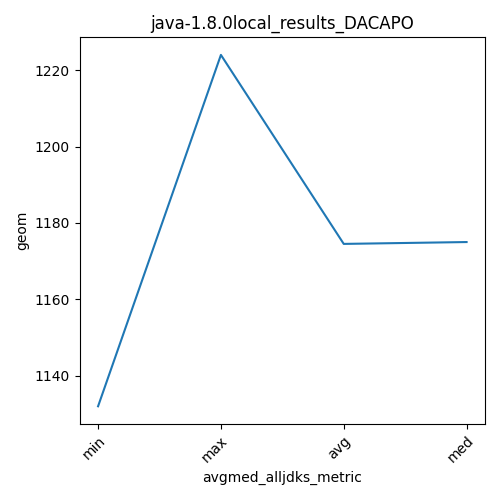 java-1.8.0local_results_DACAPO
geom
1220
1200
1180
1160
1140
min
max
avg
med
avgmed_alljdks_metric